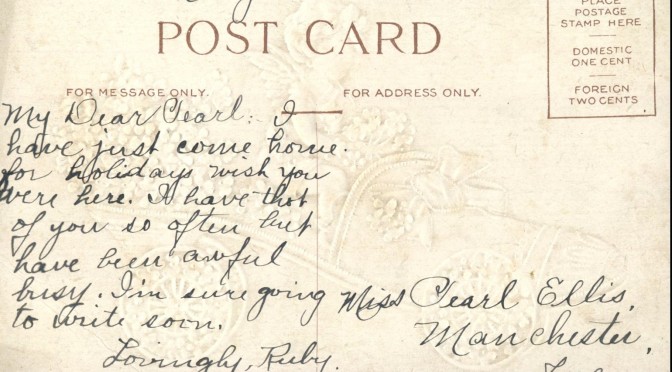 POST CARD
PLACE
POSTAGE
STAMP HERE
DOMESTIC
ONE CENT
FOREIGN
TWO CENTS
FOR MESSAGE ONLY.
FOR ADDRESS ONLY.
My Dear Pearl: I
have just come home.
for holidays wish you
were here. I have thot
of you so often but
have been awful
busy. I'm sure going
to write soon.
Lovingly, Ruby.
Miss Pearl Ellis,
Manchester,